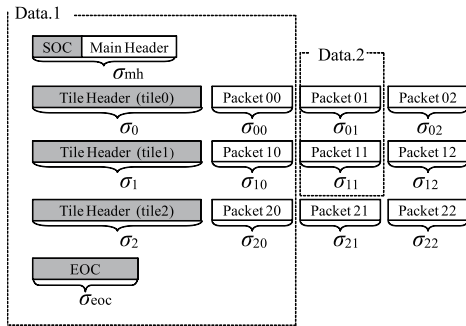 Data.1
SOC Main Header
σmh
Data.2
Tile Header (tile0) Packet 00 Packet 01 Packet 02
σ0 σ00 σ01 σ02
Tile Header (tile1) Packet 10 Packet 11 Packet 12
σ1 σ10 σ11 σ12
Tile Header (tile2) Packet 20 Packet 21 Packet 22
σ2 σ20 σ21 σ22
EOC
σeoc